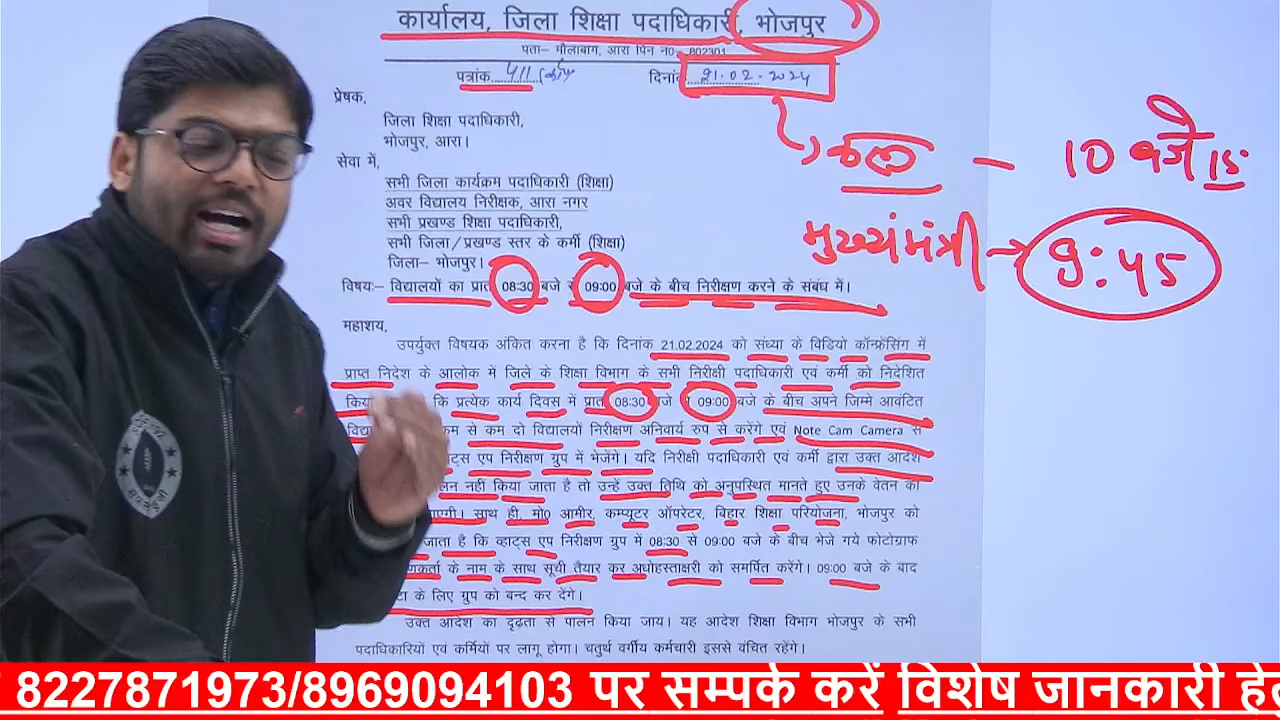 कार्यालय, जिला शिक्षा पदाधिकारी, भोजपुर
पता– मौलाबाग, आरा पिन न0 802301
पत्रांक 411
दिनांक 21.02.2024
प्रेषक,
जिला शिक्षा पदाधिकारी,
भोजपुर, आरा।
सेवा में,
सभी जिला कार्यक्रम पदाधिकारी (शिक्षा)
अवर विद्यालय निरीक्षक, आरा नगर
सभी प्रखण्ड शिक्षा पदाधिकारी,
सभी जिला/प्रखण्ड स्तर के कर्मी (शिक्षा)
जिला– भोजपुर।
विषय:– विद्यालयों का प्रात 08:30 बजे से 09:00 बजे के बीच निरीक्षण करने के संबंध में।
महाशय,
उपर्युक्त विषयक अंकित करना है कि दिनांक 21.02.2024 को संध्या के विडियो कॉन्फ्रेंसिंग में
प्राप्त निदेश के आलोक में जिले के शिक्षा विभाग के सभी निरीक्षी पदाधिकारी एवं कर्मी को निदेशित
किया कि प्रत्येक कार्य दिवस में प्रात 08:30 बजे से 09:00 बजे के बीच अपने जिम्मे आवंटित
कम से कम दो विद्यालयों निरीक्षण अनिवार्य रुप से करेंगे एवं Note Cam Camera से
एप निरीक्षण ग्रुप में भेजेंगे। यदि निरीक्षी पदाधिकारी एवं कर्मी द्वारा उक्त आदेश
नहीं किया जाता है तो उन्हें उक्त तिथि को अनुपस्थित मानते हुए उनके वेतन की
साथ ही, मो0 आमीर, कम्प्यूटर ऑपरेटर, बिहार शिक्षा परियोजना, भोजपुर को
जाता है कि व्हाट्स एप निरीक्षण ग्रुप में 08:30 से 09:00 बजे के बीच भेजे गये फोटोग्राफ
के नाम के साथ सूची तैयार कर अधोहस्ताक्षरी को समर्पित करेंगे। 09:00 बजे के बाद
के लिए ग्रुप को बन्द कर देंगे।
उक्त आदेश का दृढ़ता से पालन किया जाय। यह आदेश शिक्षा विभाग भोजपुर के सभी
पदाधिकारियों एवं कर्मियों पर लागू होगा। चतुर्थ वर्गीय कर्मचारी इससे वंचित रहेंगे।
कल – 10 बजे 15
मुख्यमंत्री → 9:45
8227871973/8969094103 पर सम्पर्क करें विशेष जानकारी हेतु